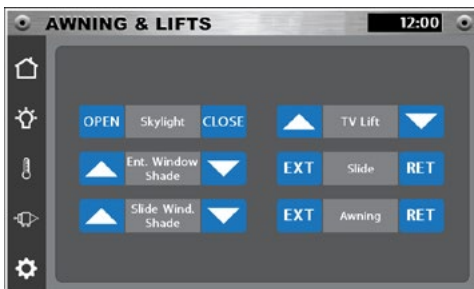 AWNING & LIFTS
12:00
OPEN Skylight CLOSE
TV Lift
Ent. Window
Shade
EXT Slide RET
Slide Wind.
Shade
EXT Awning RET